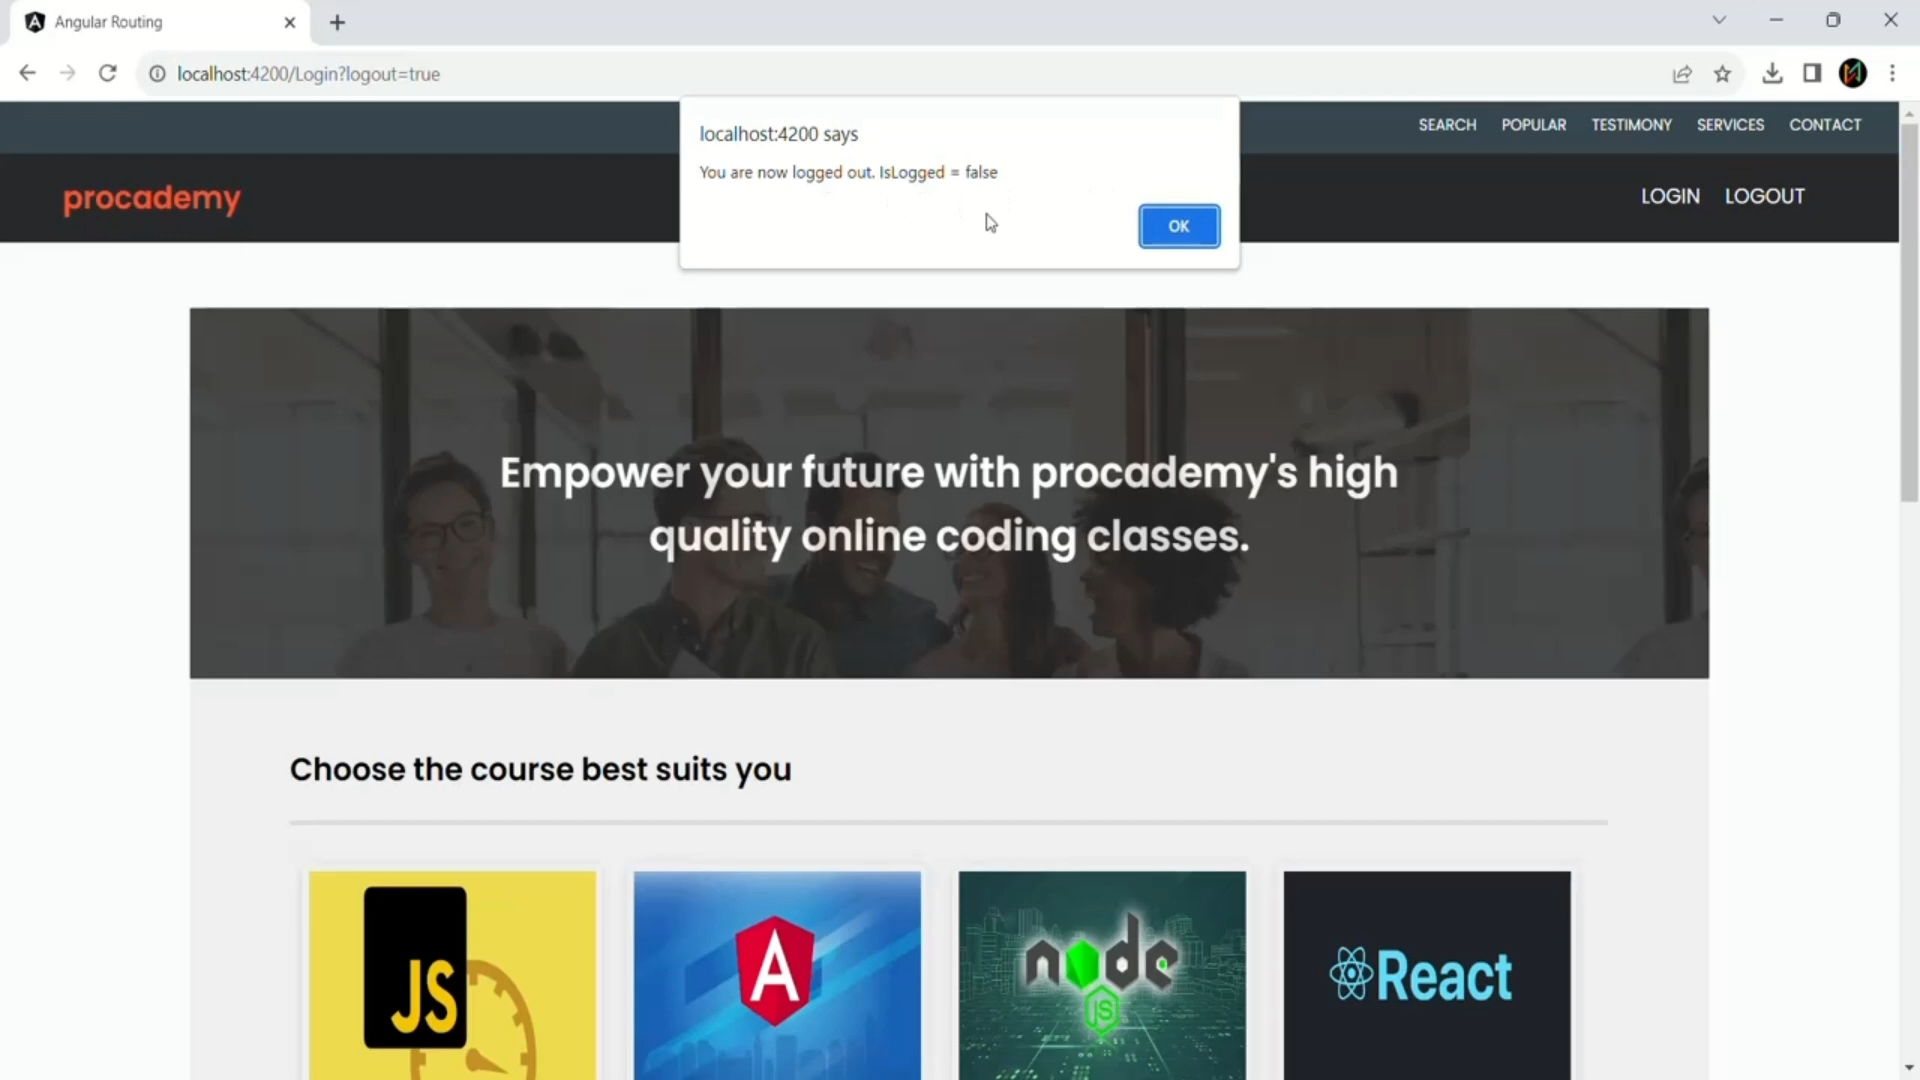 Angular Routing
localhost:4200/Login?logout=true
SEARCH POPULAR TESTIMONY SERVICES CONTACT
localhost:4200 says
You are now logged out. IsLogged = false
OK
procademy
LOGIN LOGOUT
Empower your future with procademy's high
quality online coding classes.
Choose the course best suits you
JS
A
node
JS
React